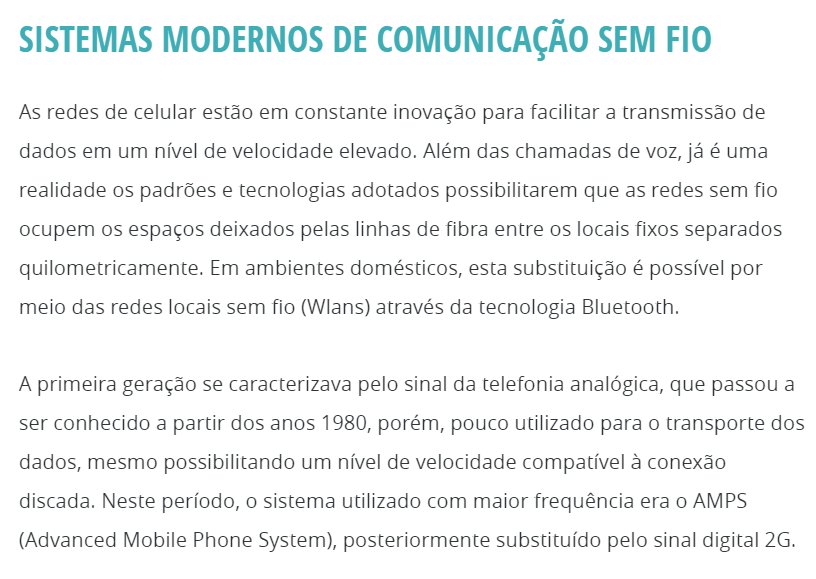 SISTEMAS MODERNOS DE COMUNICAÇÃO SEM FIO
As redes de celular estão em constante inovação para facilitar a transmissão de
dados em um nível de velocidade elevado. Além das chamadas de voz, já é uma
realidade os padrões e tecnologias adotados possibilitarem que as redes sem fio
ocupem os espaços deixados pelas linhas de fibra entre os locais fixos separados
quilometricamente. Em ambientes domésticos, esta substituição é possível por
meio das redes locais sem fio (Wlans) através da tecnologia Bluetooth.
A primeira geração se caracterizava pelo sinal da telefonia analógica, que passou a
ser conhecido a partir dos anos 1980, porém, pouco utilizado para o transporte dos
dados, mesmo possibilitando um nível de velocidade compatível à conexão
discada. Neste período, o sistema utilizado com maior frequência era o AMPS
(Advanced Mobile Phone System), posteriormente substituído pelo sinal digital 2G.